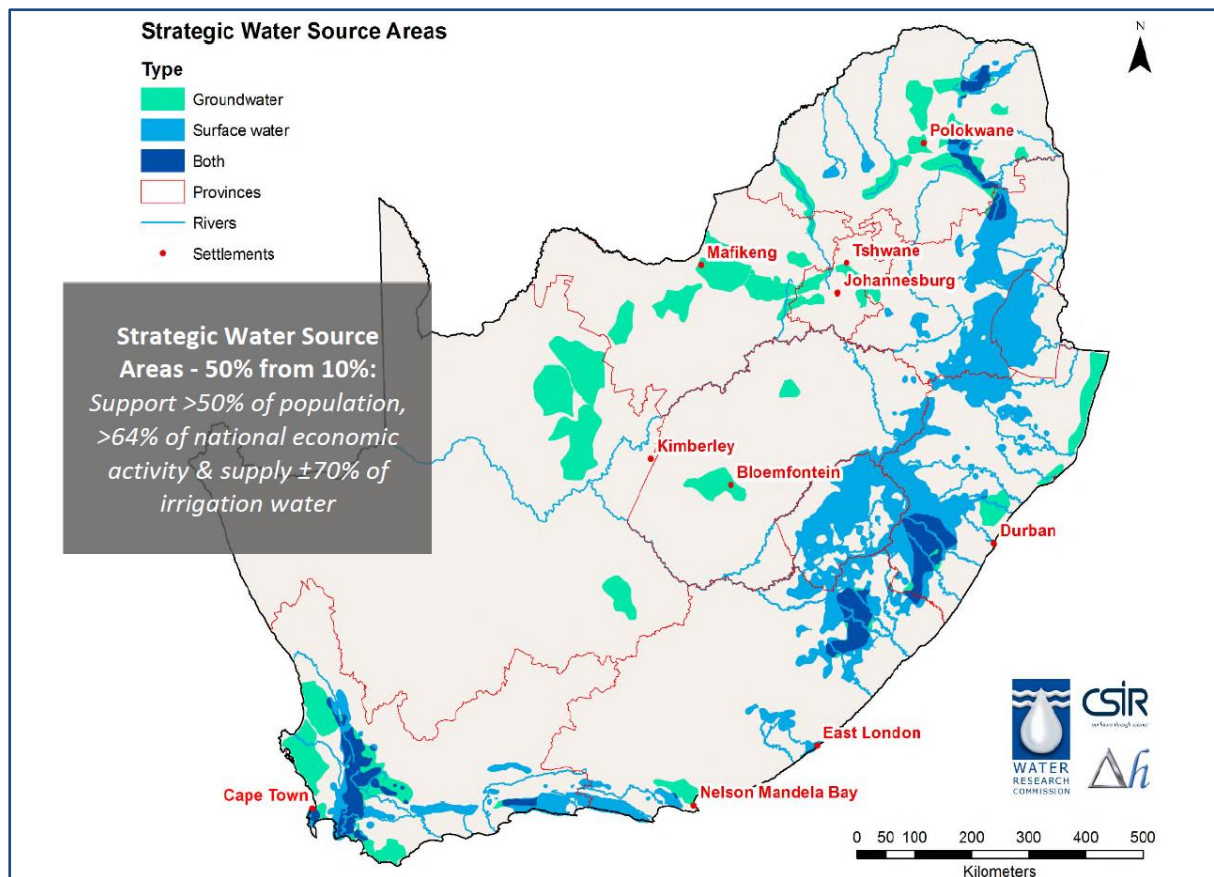 Strategic Water Source Areas
Type
Groundwater
Surface water
Both
Provinces
Rivers
Settlements
Strategic Water Source
Areas - 50% from 10%:
Support >50% of population,
>64% of national economic
activity & supply ±70% of
irrigation water
N
Polokwane
Mafikeng
Tshwane
Johannesburg
Kimberley
Bloemfontein
Durban
East London
Cape Town
Nelson Mandela Bay
WATER
RESEARCH
COMMISSION
CSIR
Δh
0 50 100 200 300 400 500
Kilometers